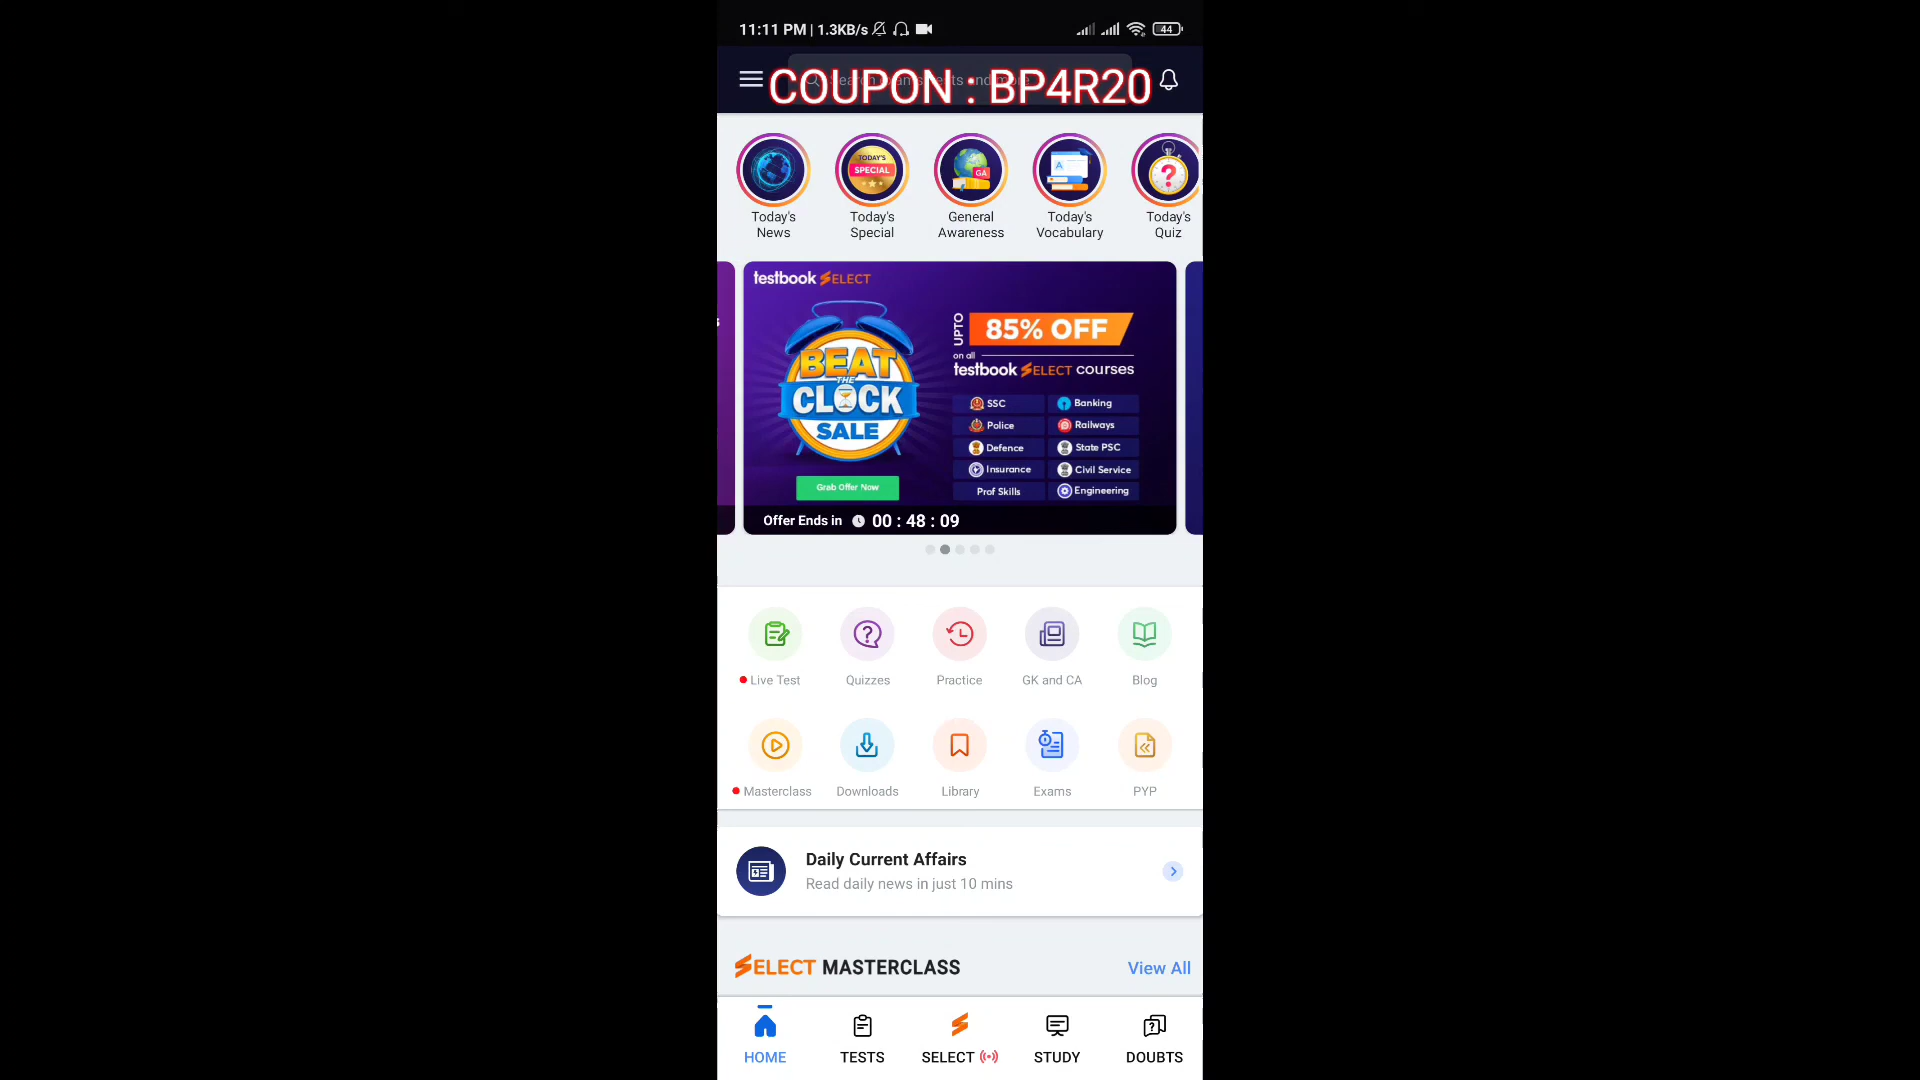 11:11 PM | 1.3KB/s
44
COUPON : BP4R20
Today's News
Today's Special
General Awareness
Today's Vocabulary
Today's Quiz
TODAY'S
SPECIAL
GA
A
testbook SELECT
BEAT
THE
CLOCK
SALE
UPTO
85% OFF
on all
testbook SELECT courses
SSC
Banking
Police
Railways
Defence
State PSC
Insurance
Civil Service
Prof Skills
Engineering
Grab Offer Now
Offer Ends in 00 : 48 : 09
Live Test
Quizzes
Practice
GK and CA
Blog
Masterclass
Downloads
Library
Exams
PYP
Daily Current Affairs
Read daily news in just 10 mins
SELECT MASTERCLASS
View All
HOME
TESTS
SELECT
STUDY
DOUBTS